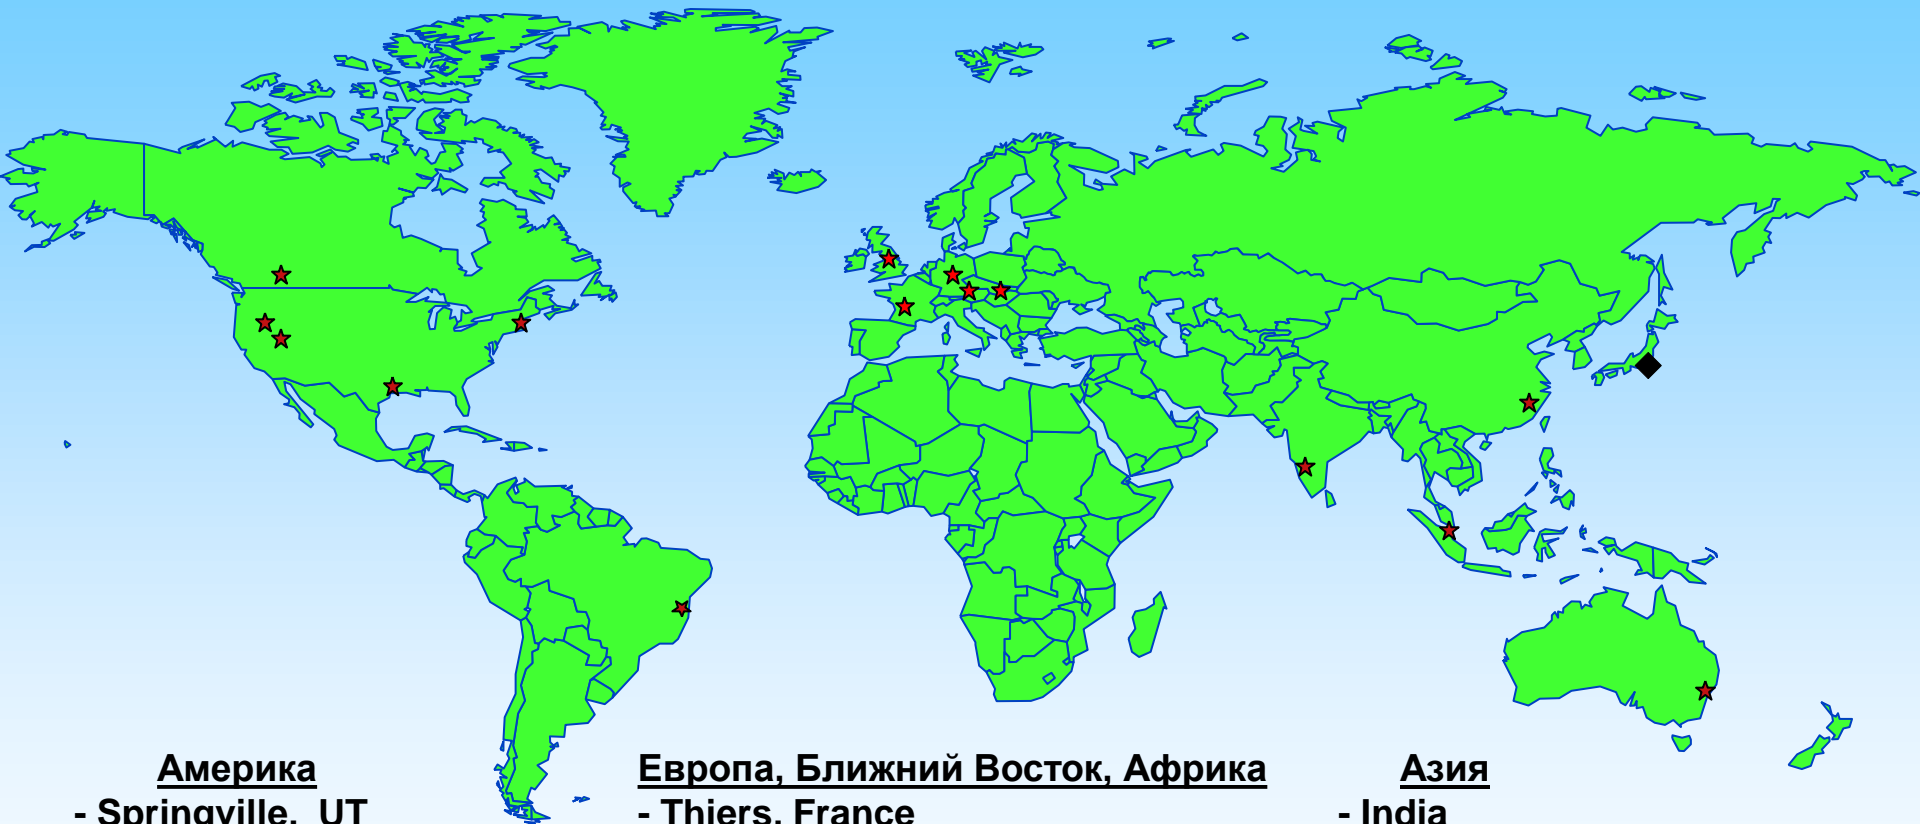 Америка
- Springville,  UT
Европа, Ближний Восток, Африка
- Thiers, France
Азия
- India